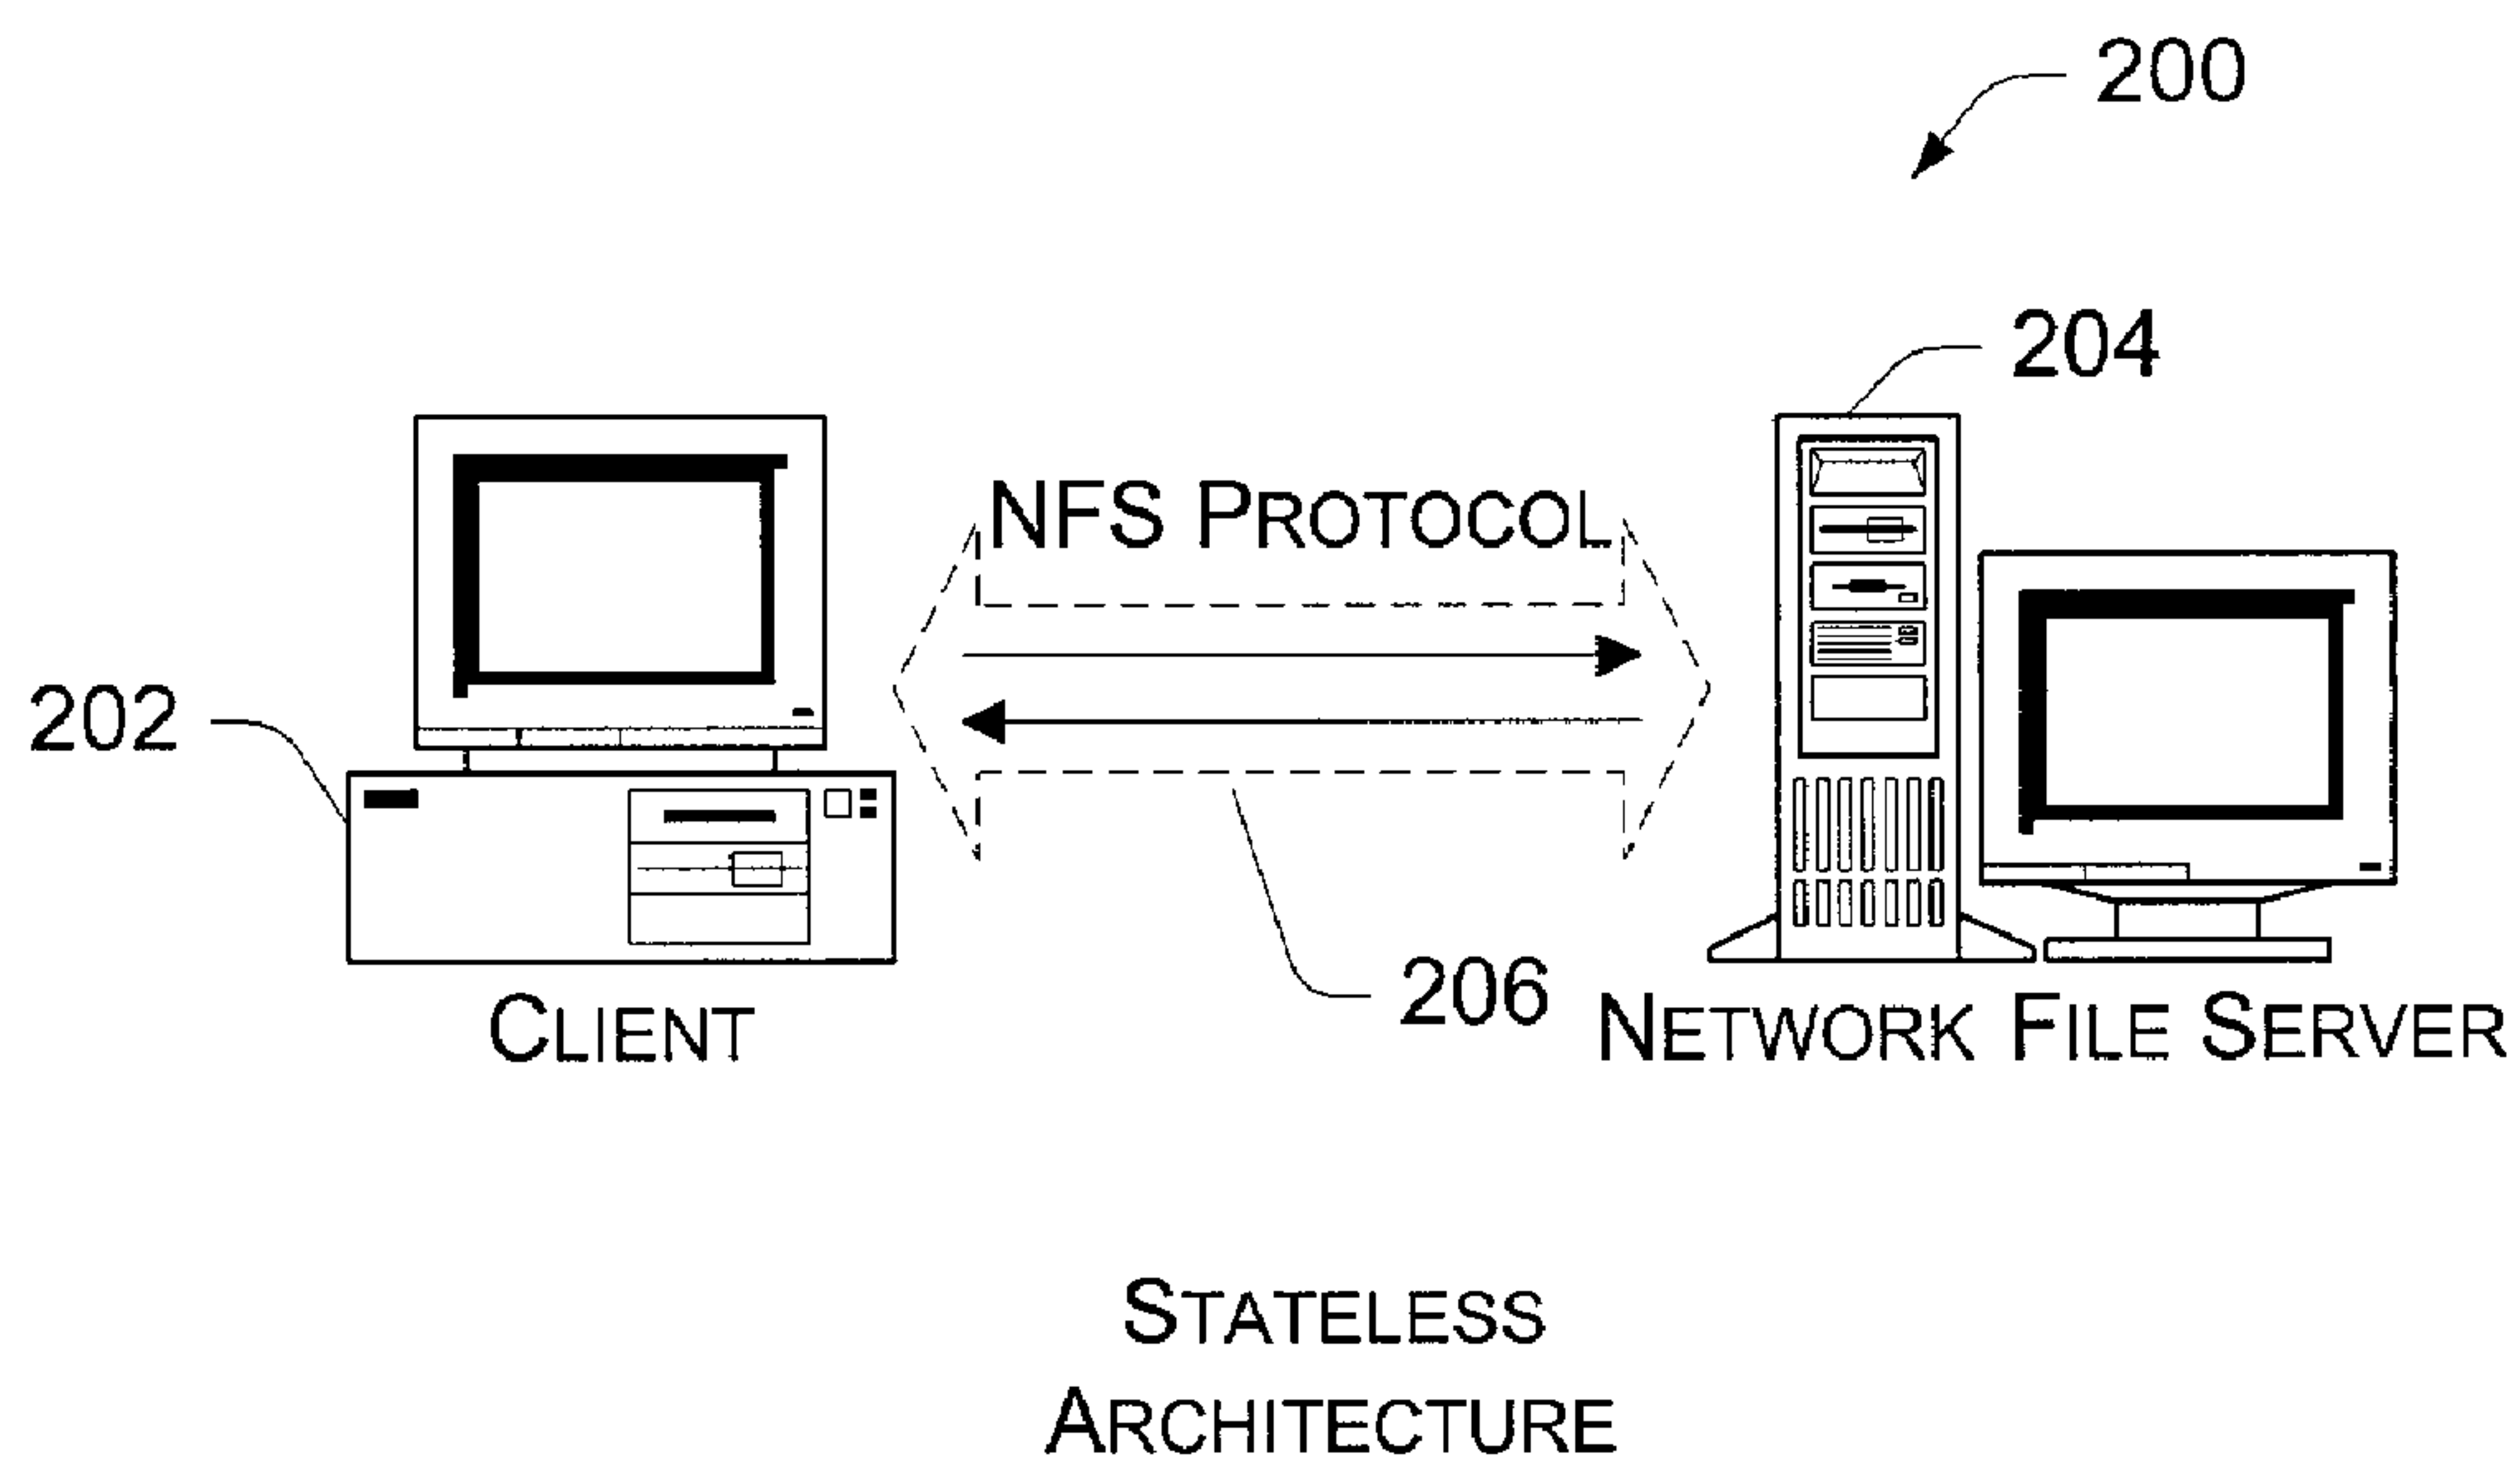 200
204
NFS PROTOCOL
202
206
CLIENT
NETWORK FILE SERVER
STATELESS
ARCHITECTURE